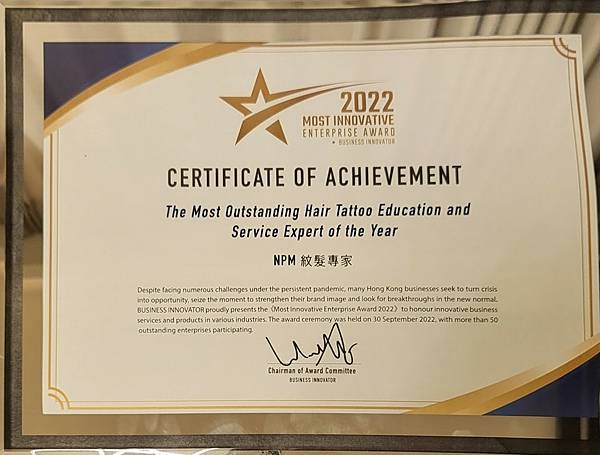 2022
MOST INNOVATIVE
ENTERPRISE AWARD
• BUSINESS INNOVATOR
CERTIFICATE OF ACHIEVEMENT
The Most Outstanding Hair Tattoo Education and
Service Expert of the Year
NPM 紋髮專家
Despite facing numerous challenges under the persistent pandemic, many Hong Kong businesses seek to turn crisis
into opportunity, seize the moment to strengthen their brand image and look for breakthroughs in the new normal.
BUSINESS INNOVATOR proudly presents the《Most Innovative Enterprise Award 2022》 to honour innovative business
services and products in various industries. The award ceremony was held on 30 September 2022, with more than 50
outstanding enterprises participating.
Chairman of Award Committee
BUSINESS INNOVATOR